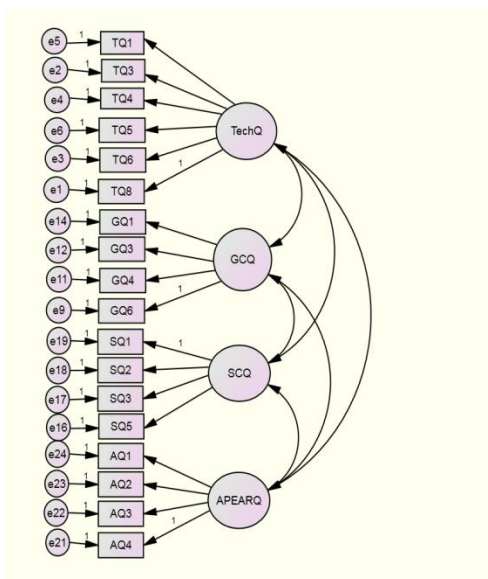 e5 1 TQ1
e2 1 TQ3
e4 1 TQ4
e6 1 TQ5 TechQ
e3 1 TQ6
e1 1 TQ8 1
e14 1 GQ1
e12 1 GQ3 GCQ
e11 1 GQ4
e9 1 GQ6 1
e19 1 SQ1 1
e18 1 SQ2 SCQ
e17 1 SQ3
e16 1 SQ5
e24 1 AQ1
e23 1 AQ2 APEARQ
e22 1 AQ3
e21 1 AQ4 1